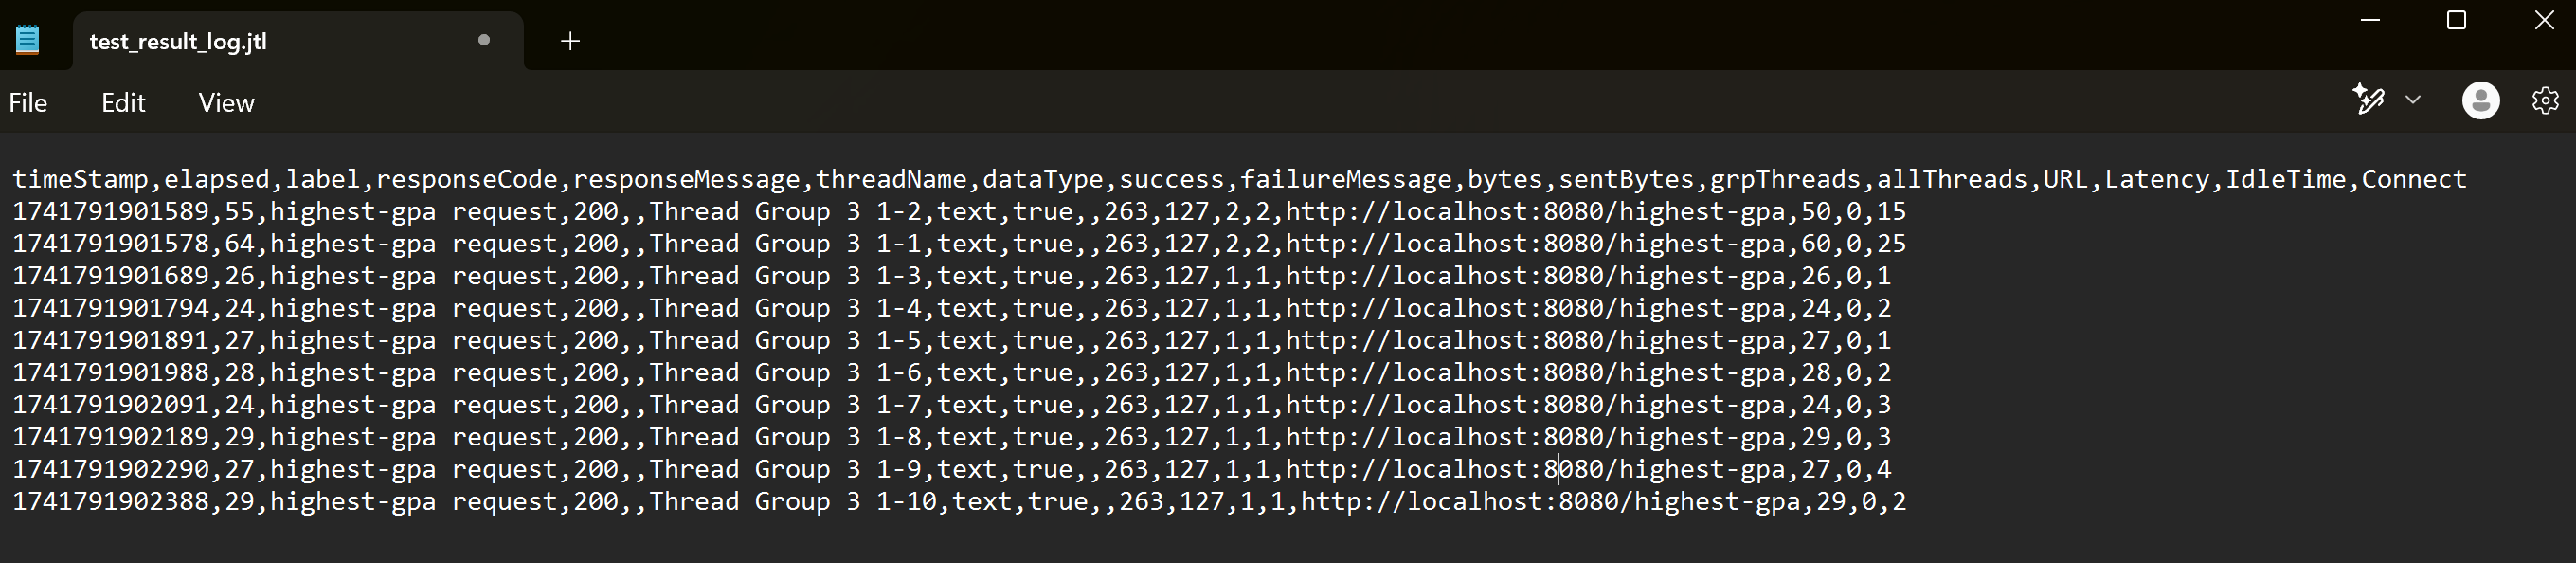 test_result_log.jtl
File Edit View
timeStamp,elapsed,label,responseCode,responseMessage,threadName,dataType,success,failureMessage,bytes,sentBytes,grpThreads,allThreads,URL,Latency,IdleTime,Connect
1741791901589,55,highest-gpa request,200,,Thread Group 3 1-2,text,true,,263,127,2,2,http://localhost:8080/highest-gpa,50,0,15
1741791901578,64,highest-gpa request,200,,Thread Group 3 1-1,text,true,,263,127,2,2,http://localhost:8080/highest-gpa,60,0,25
1741791901689,26,highest-gpa request,200,,Thread Group 3 1-3,text,true,,263,127,1,1,http://localhost:8080/highest-gpa,26,0,1
1741791901794,24,highest-gpa request,200,,Thread Group 3 1-4,text,true,,263,127,1,1,http://localhost:8080/highest-gpa,24,0,2
1741791901891,27,highest-gpa request,200,,Thread Group 3 1-5,text,true,,263,127,1,1,http://localhost:8080/highest-gpa,27,0,1
1741791901988,28,highest-gpa request,200,,Thread Group 3 1-6,text,true,,263,127,1,1,http://localhost:8080/highest-gpa,28,0,2
1741791902091,24,highest-gpa request,200,,Thread Group 3 1-7,text,true,,263,127,1,1,http://localhost:8080/highest-gpa,24,0,3
1741791902189,29,highest-gpa request,200,,Thread Group 3 1-8,text,true,,263,127,1,1,http://localhost:8080/highest-gpa,29,0,3
1741791902290,27,highest-gpa request,200,,Thread Group 3 1-9,text,true,,263,127,1,1,http://localhost:8080/highest-gpa,27,0,4
1741791902388,29,highest-gpa request,200,,Thread Group 3 1-10,text,true,,263,127,1,1,http://localhost:8080/highest-gpa,29,0,2